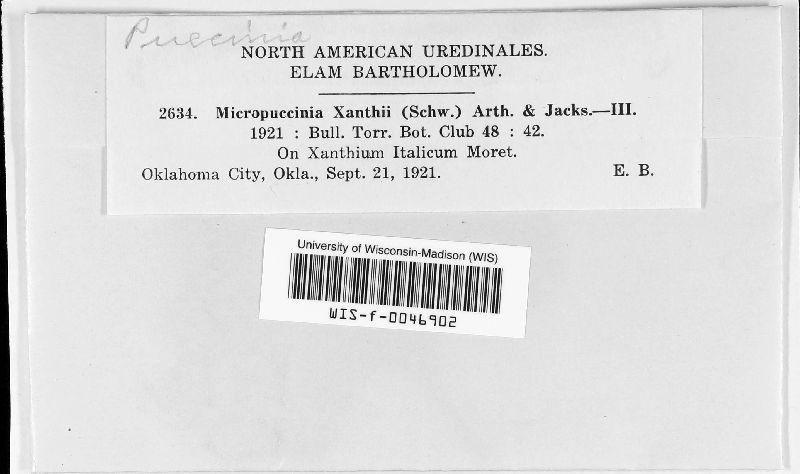 Puccinia
NORTH AMERICAN UREDINALES.
ELAM BARTHOLOMEW.
2634. Micropuccinia Xanthii (Schw.) Arth. & Jacks.—III.
1921 : Bull. Torr. Bot. Club 48 : 42.
On Xanthium Italicum Moret.
Oklahoma City, Okla., Sept. 21, 1921. E. B.
University of Wisconsin-Madison (WIS)
WIS-f-0046902